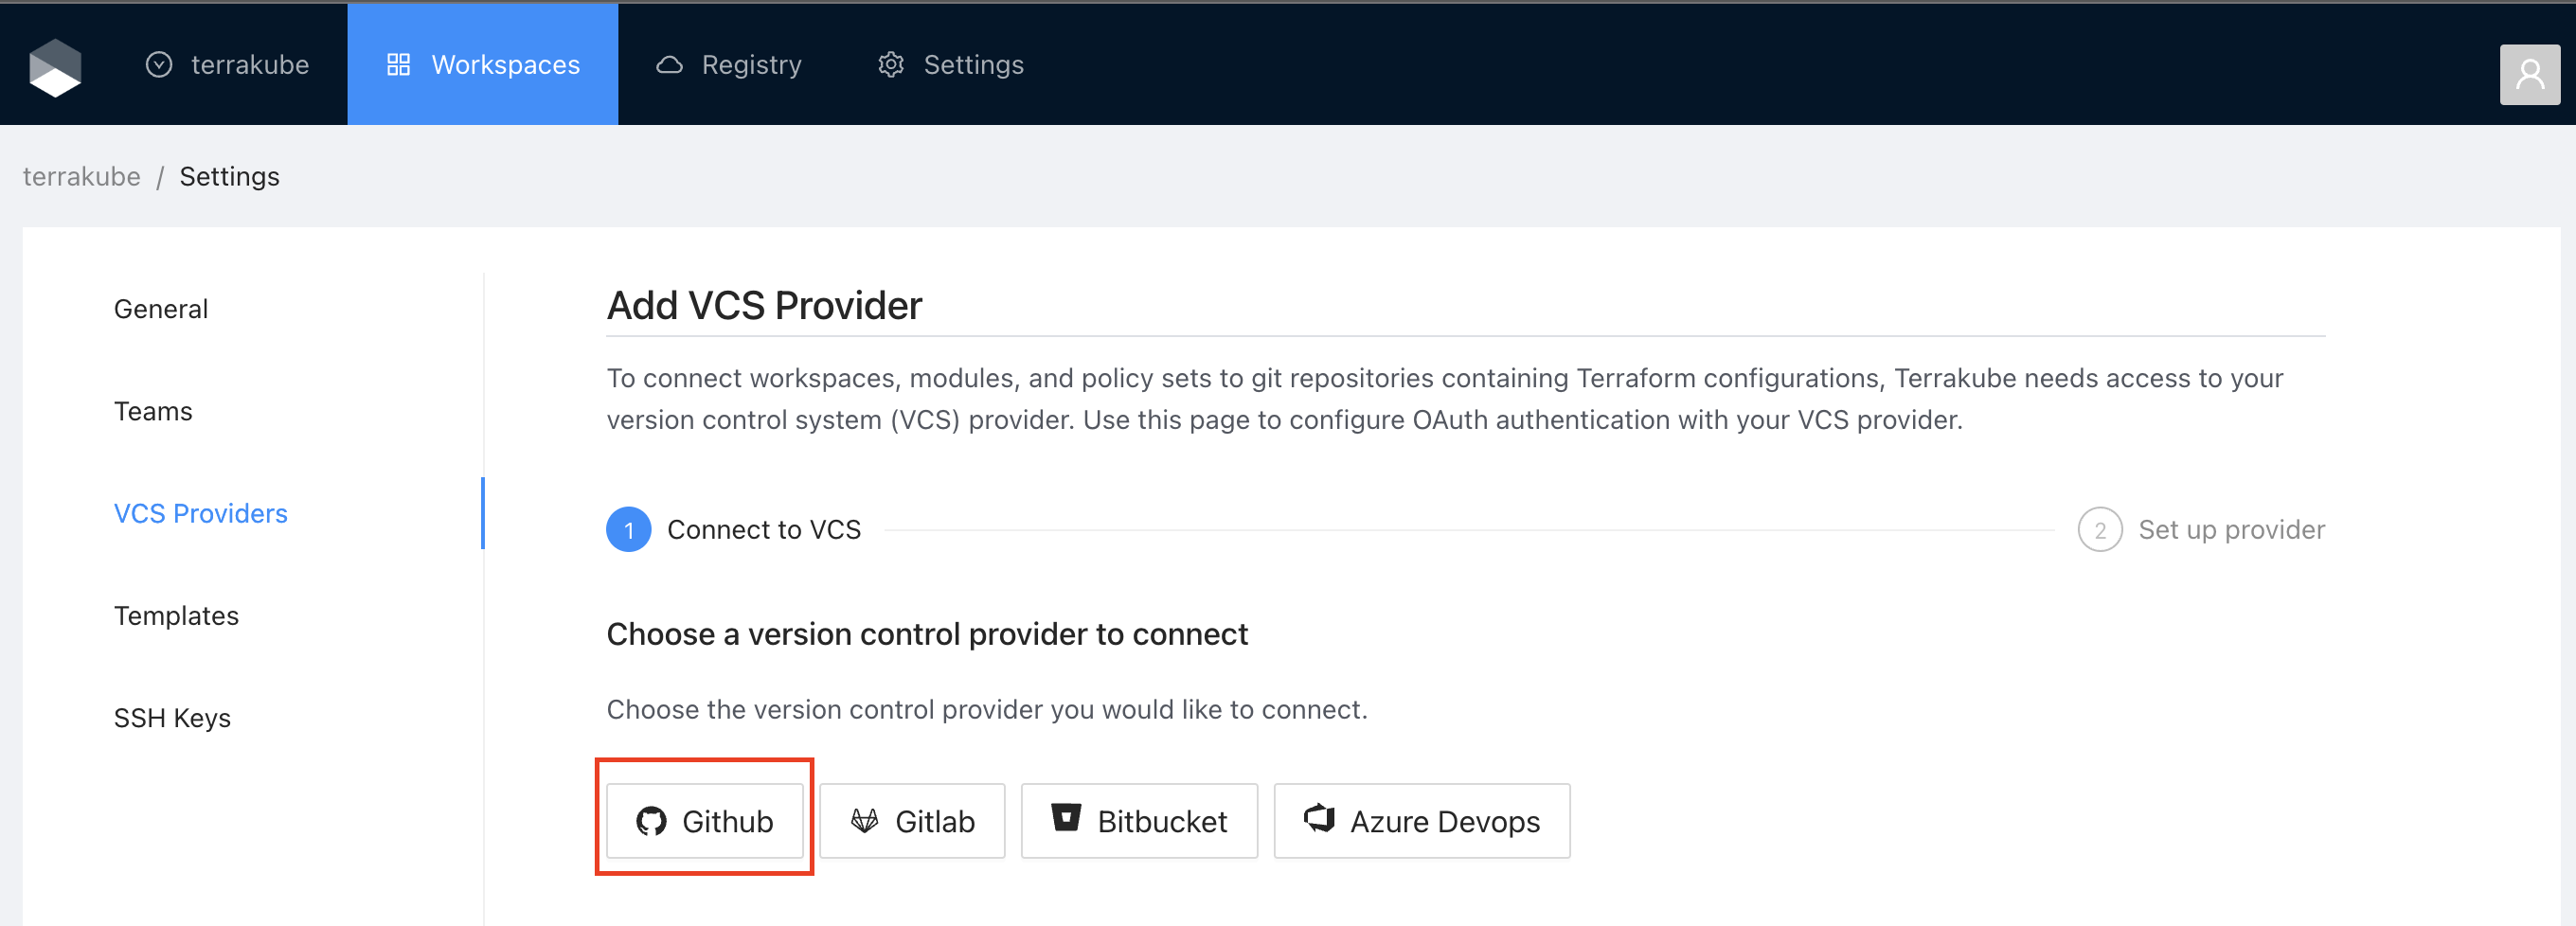 terrakube Workspaces Registry Settings
terrakube / Settings
General
Teams
VCS Providers
Templates
SSH Keys
Add VCS Provider
To connect workspaces, modules, and policy sets to git repositories containing Terraform configurations, Terrakube needs access to your
version control system (VCS) provider. Use this page to configure OAuth authentication with your VCS provider.
1 Connect to VCS 2 Set up provider
Choose a version control provider to connect
Choose the version control provider you would like to connect.
Github Gitlab Bitbucket Azure Devops